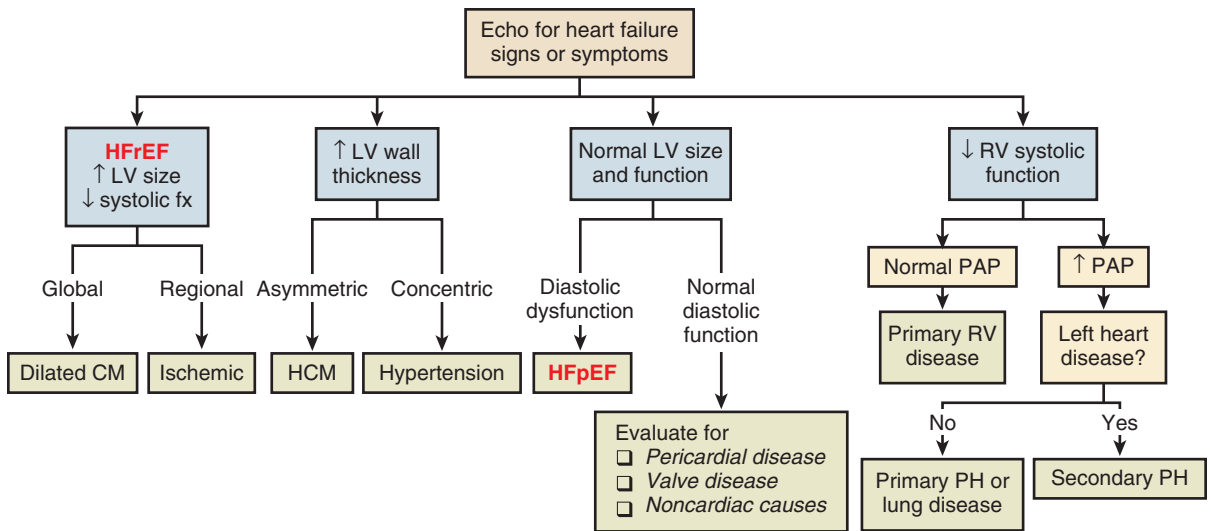 Echo for heart failure
signs or symptoms
HFrEF
↑ LV size
↓ systolic fx
↑ LV wall
thickness
Normal LV size
and function
↓ RV systolic
function
Global
Regional
Asymmetric
Concentric
Diastolic
dysfunction
Normal
diastolic
function
Normal PAP
↑ PAP
Dilated CM
Ischemic
HCM
Hypertension
HFpEF
Primary RV
disease
Left heart
disease?
Evaluate for
❑ Pericardial disease
❑ Valve disease
❑ Noncardiac causes
No
Yes
Primary PH or
lung disease
Secondary PH